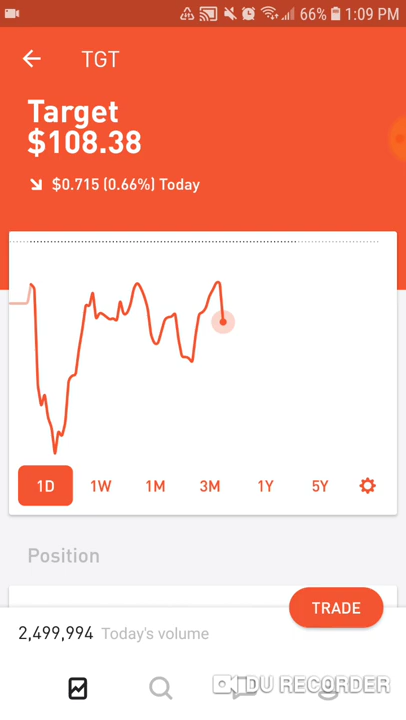 66% 1:09 PM
TGT
Target
$108.38
$0.715 (0.66%) Today
1D 1W 1M 3M 1Y 5Y
Position
TRADE
2,499,994 Today's volume
DU RECORDER